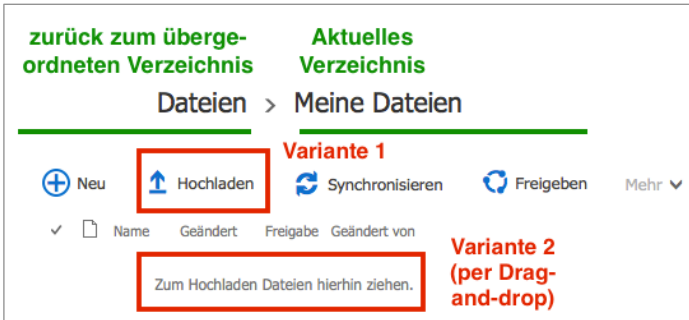 zurück zum überge-
ordneten Verzeichnis
Aktuelles
Verzeichnis
Dateien > Meine Dateien
Variante 1
Neu Hochladen Synchronisieren Freigeben Mehr
Name Geändert Freigabe Geändert von
Zum Hochladen Dateien hierhin ziehen.
Variante 2
(per Drag-
and-drop)